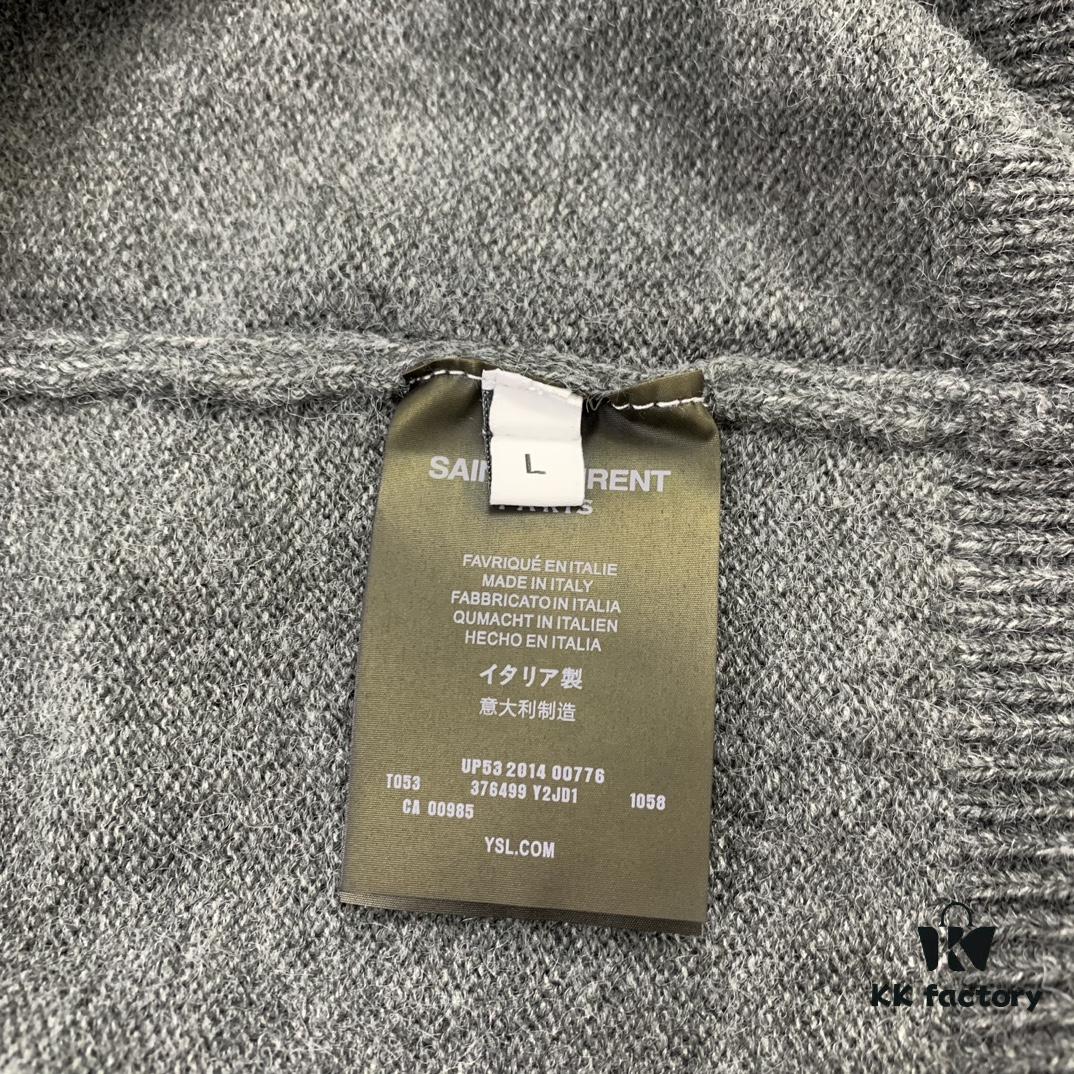 L
SAI RENT
PARIS
FAVRIQUÉ EN ITALIE
MADE IN ITALY
FABBRICATO IN ITALIA
QUMACHT IN ITALIEN
HECHO EN ITALIA
イタリア製
意大利制造
UP53 2014 00776
T053 376499 Y2JD1 1058
CA 00985
YSL.COM
KK factory